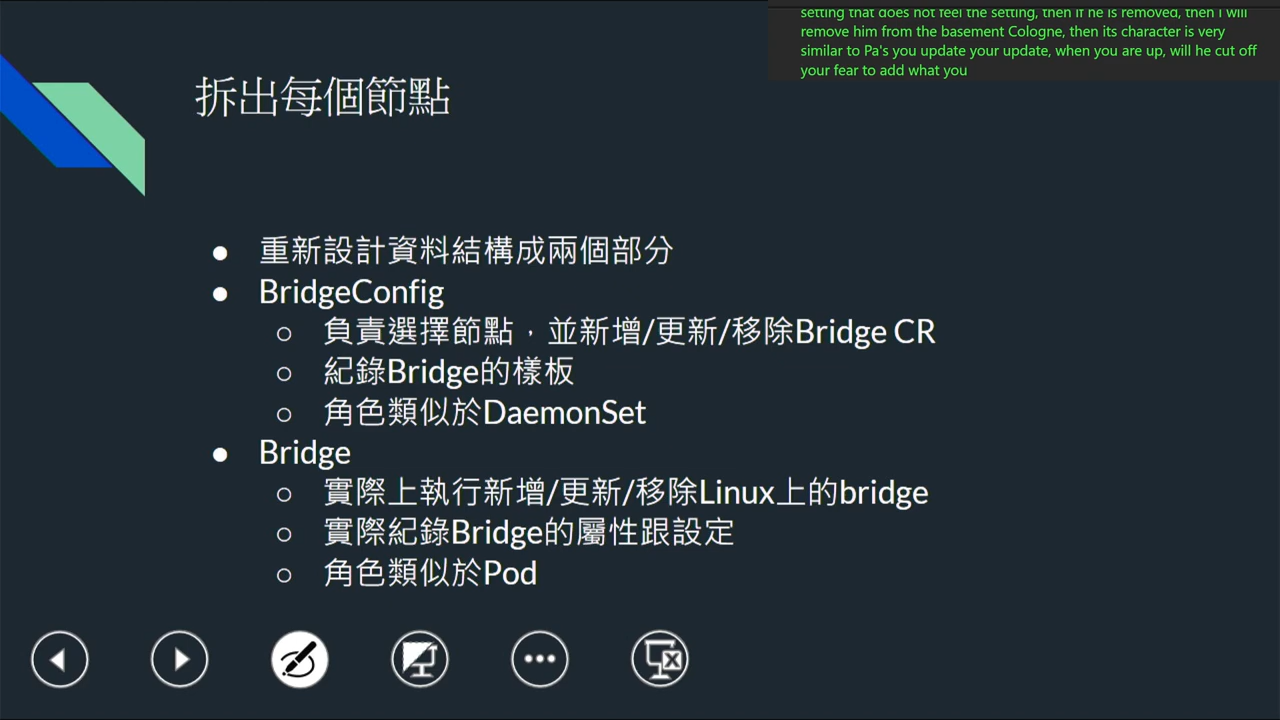 setting that does not feel the setting, then if he is removed, then I will
remove him from the basement Cologne, then its character is very
similar to Pa's you update your update, when you are up, will he cut off
your fear to add what you
拆出每個節點
● 重新設計資料結構成兩個部分
● BridgeConfig
○ 負責選擇節點，並新增/更新/移除Bridge CR
○ 紀錄Bridge的樣板
○ 角色類似於DaemonSet
● Bridge
○ 實際上執行新增/更新/移除Linux上的bridge
○ 實際紀錄Bridge的屬性跟設定
○ 角色類似於Pod